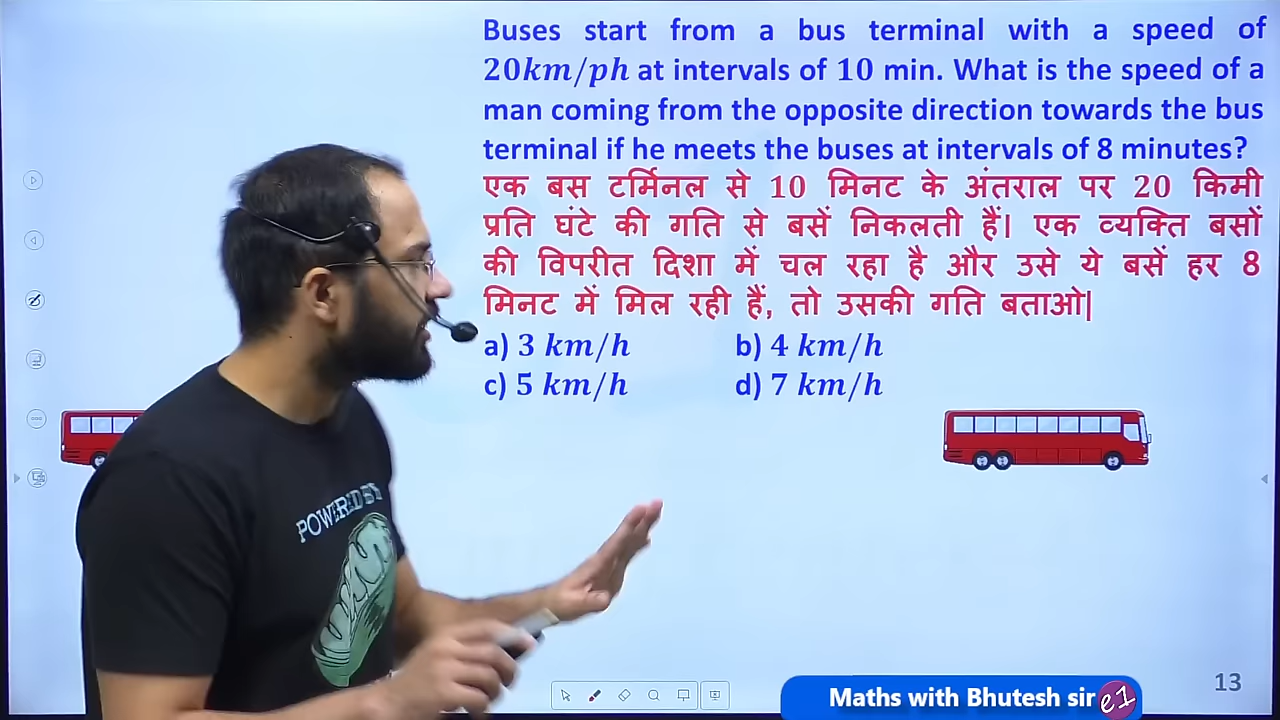 Buses start from a bus terminal with a speed of
20km/ph at intervals of 10 min. What is the speed of a
man coming from the opposite direction towards the bus
terminal if he meets the buses at intervals of 8 minutes?
एक बस टर्मिनल से 10 मिनट के अंतराल पर 20 किमी
प्रति घंटे की गति से बसें निकलती हैं। एक व्यक्ति बसों
की विपरीत दिशा में चल रहा है और उसे ये बसें हर 8
मिनट में मिल रही हैं, तो उसकी गति बताओ|
a) 3 km/h b) 4 km/h
c) 5 km/h d) 7 km/h
POWERED BY
13
Maths with Bhutesh sir e1